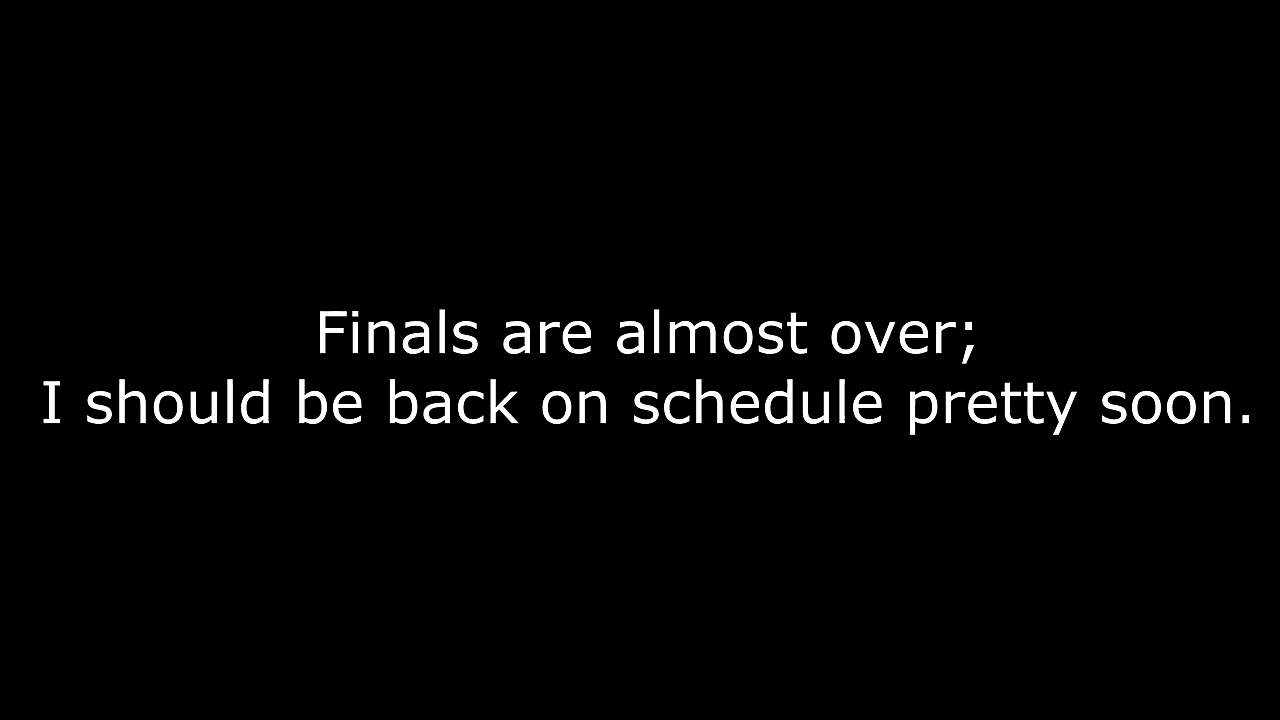 Finals are almost over;
I should be back on schedule pretty soon.